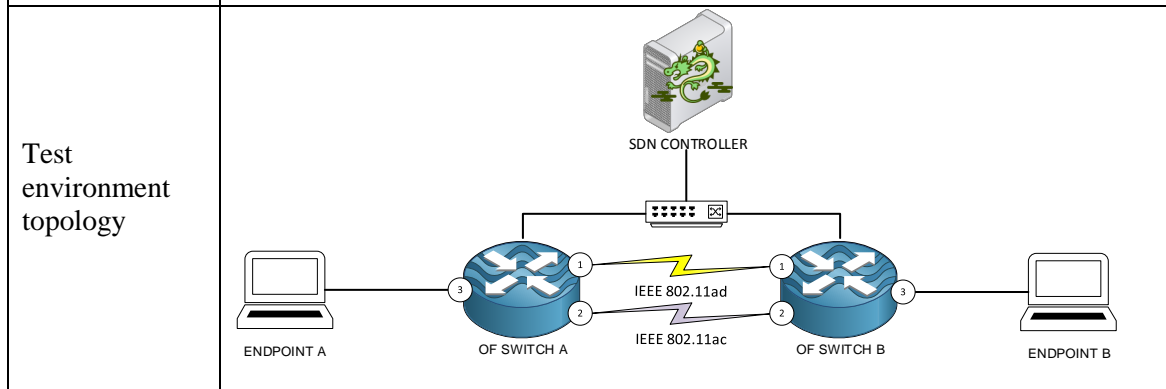 Test
environment
topology
SDN CONTROLLER
1
1
3
IEEE 802.11ad
3
2
2
IEEE 802.11ac
ENDPOINT A
OF SWITCH A
OF SWITCH B
ENDPOINT B